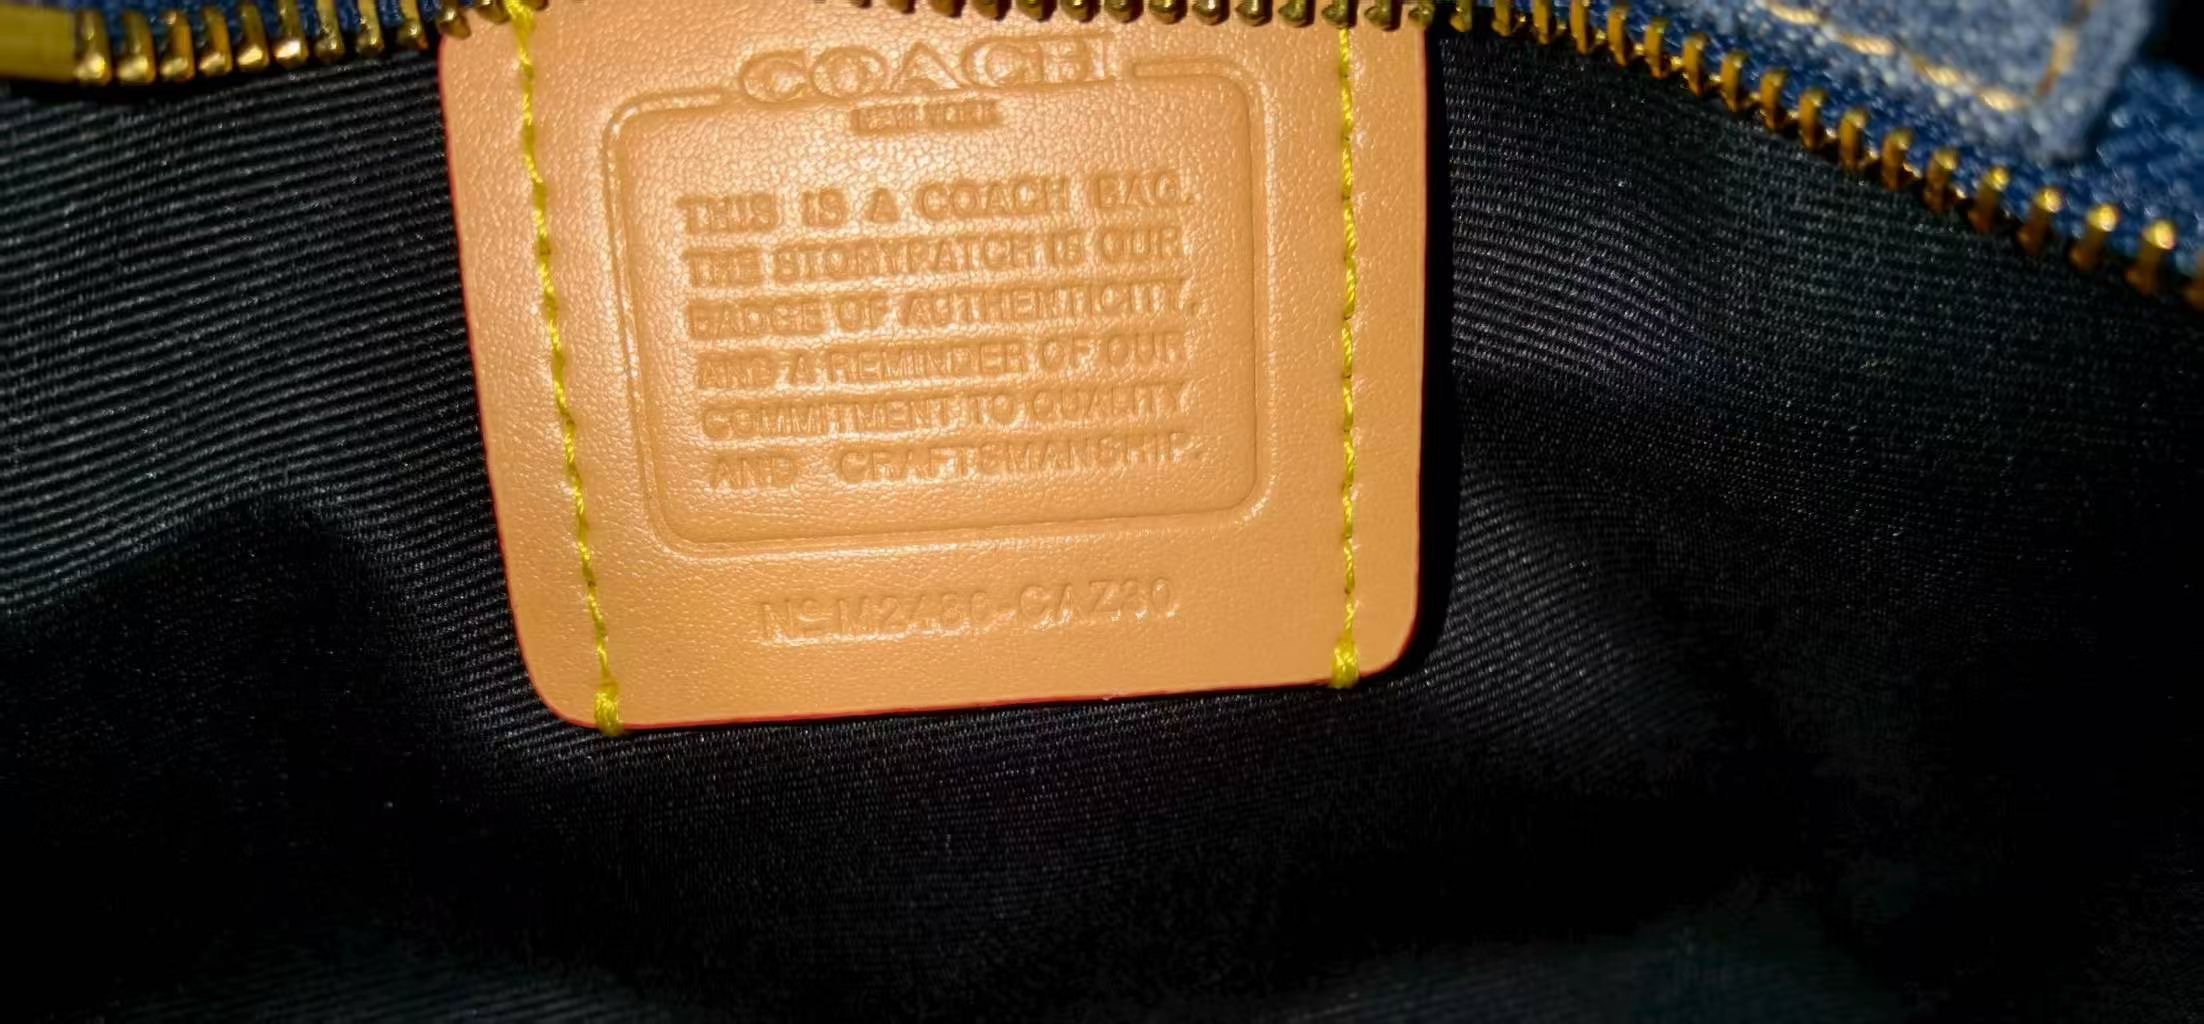 COACH
NEW YORK
THIS IS A COACH BAG.
THE STORYPATCH IS OUR
BADGE OF AUTHENTICITY,
AND A REMINDER OF OUR
COMMITMENT TO QUALITY
AND CRAFTSMANSHIP.
Nº